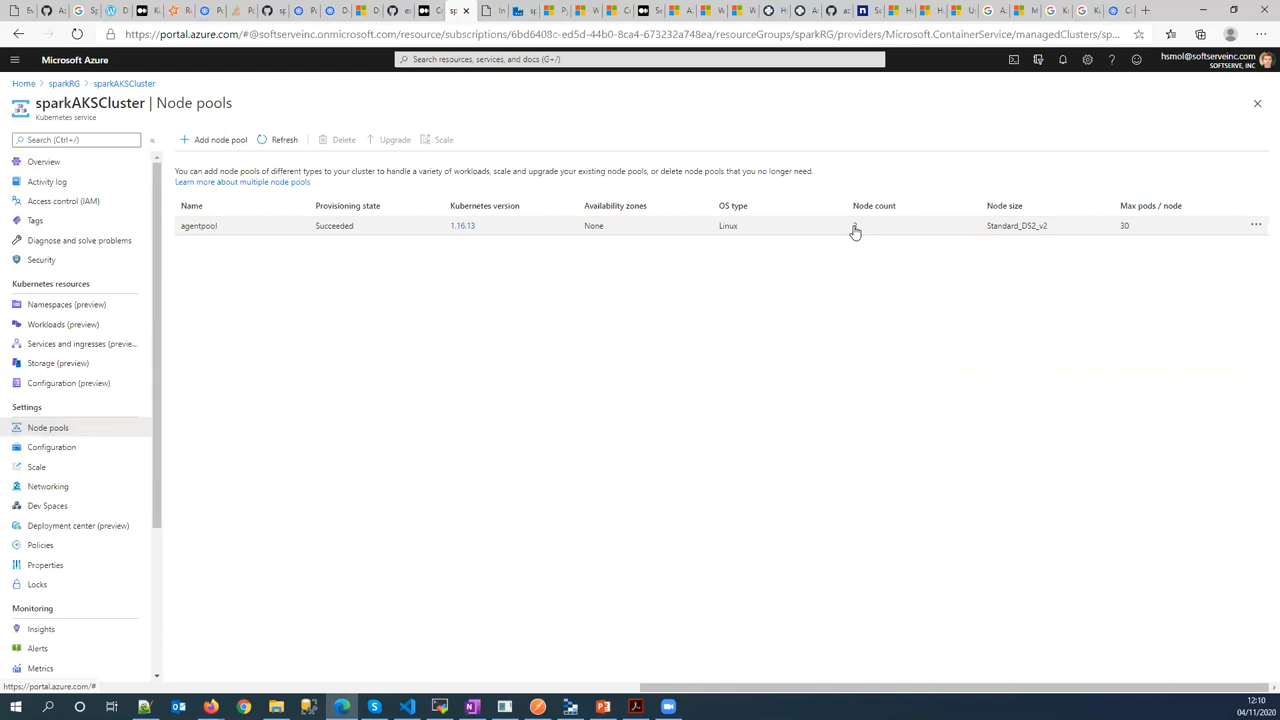 https://portal.azure.com/#@softserveinc.onmicrosoft.com/resource/subscriptions/6bd6408c-ed5d-44b0-8ca4-673232a748ea/resourceGroups/sparkRG/providers/Microsoft.ContainerService/managedClusters/sp...
Microsoft Azure
Search resources, services, and docs (G+/)
hsmol@softserveinc.com
SOFTSERVE, INC
Home > sparkRG > sparkAKSCluster
sparkAKSCluster | Node pools
Kubernetes service
Search (Ctrl+/)
Add node pool Refresh Delete Upgrade Scale
Overview
Activity log
Access control (IAM)
Tags
Diagnose and solve problems
Security
Kubernetes resources
Namespaces (preview)
Workloads (preview)
Services and ingresses (previe...
Storage (preview)
Configuration (preview)
Settings
Node pools
Configuration
Scale
Networking
Dev Spaces
Deployment center (preview)
Policies
Properties
Locks
Monitoring
Insights
Alerts
Metrics
You can add node pools of different types to your cluster to handle a variety of workloads, scale and upgrade your existing node pools, or delete node pools that you no longer need.
Learn more about multiple node pools
Name Provisioning state Kubernetes version Availability zones OS type Node count Node size Max pods / node
agentpool Succeeded 1.16.13 None Linux Standard_DS2_v2 30
https://portal.azure.com/#
12:10
04/11/2020